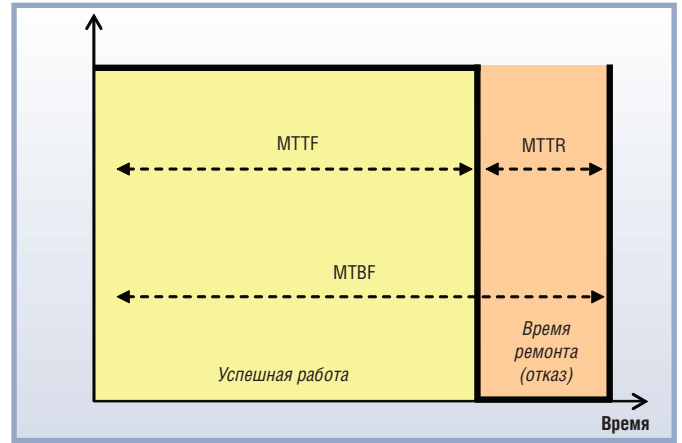 MTTF
MTTR
MTBF
Успешная работа
Время
ремонта
(отказ)
Время